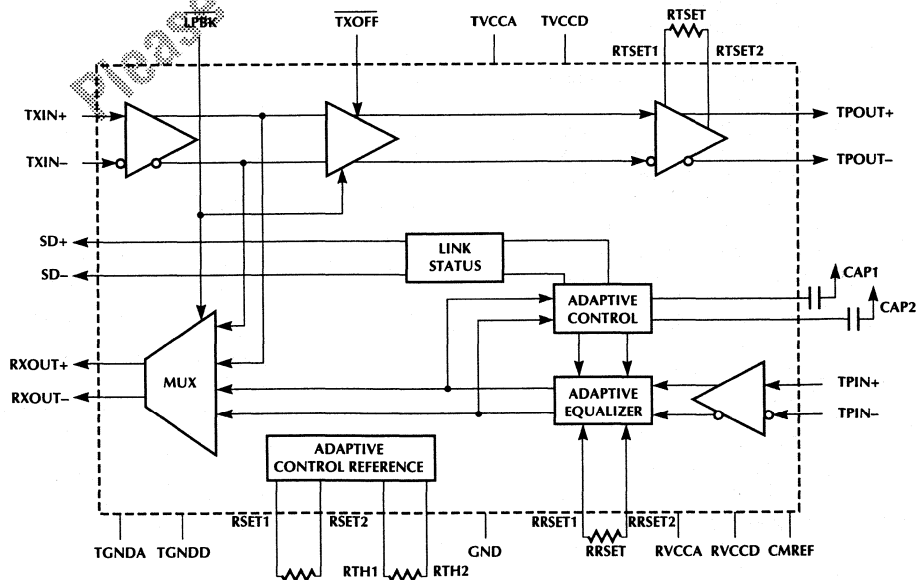 Please
LPBK
TXOFF
TVCCA
TVCCD
RTSET
RTSET1
RTSET2
TXIN+
TPOUT+
TXIN–
TPOUT–
SD+
LINK
STATUS
SD–
CAP1
ADAPTIVE
CONTROL
CAP2
RXOUT+
MUX
RXOUT–
ADAPTIVE
EQUALIZER
TPIN+
TPIN–
ADAPTIVE
CONTROL REFERENCE
RSET1
RSET2
RRSET1
RRSET2
TGNDA
TGNDD
RTH1
RTH2
GND
RRSET
RVCCA
RVCCD
CMREF